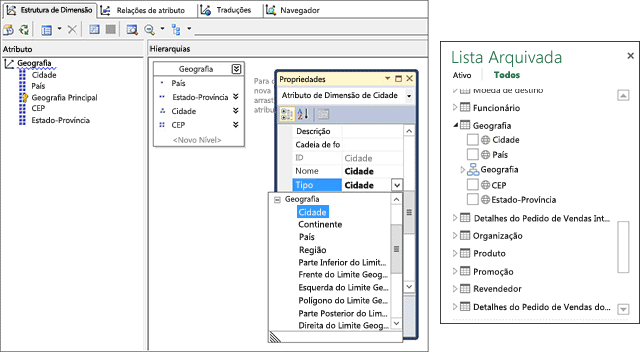 Estrutura de Dimensão
Relações de atributo
Traduções
Navegador
Atributo
Geografia
Cidade
País
Geografia Principal
CEP
Estado-Província
Hierarquias
Geografia
País
Estado-Província
Cidade
CEP
<Novo Nível>
Para
nova
arrast
atribu
Propriedades
Atributo de Dimensão de Cidade
Descrição
Cadeia de fo
ID Cidade
Nome Cidade
Tipo Cidade
Geografia
Cidade
Continente
País
Região
Parte Inferior do Limit...
Frente do Limite Geog...
Esquerda do Limite Ge...
Polígono do Limite Ge...
Parte Posterior do Limi...
Direita do Limite Geogr...
Lista Arquivada
Ativo Todos
Moeda de destino
Funcionário
Geografia
Cidade
País
Geografia
CEP
Estado-Província
Detalhes do Pedido de Vendas Int...
Organização
Produto
Promoção
Revendedor
Detalhes do Pedido de Vendas do...